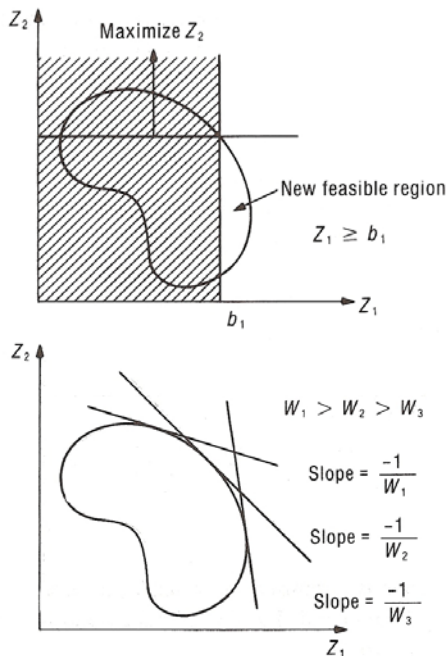 Z₂
Maximize Z₂
New feasible region
Z₁ ≥ b₁
b₁
Z₁
Z₂
W₁ > W₂ > W₃
Slope = -1/W₁
Slope = -1/W₂
Slope = -1/W₃
Z₁